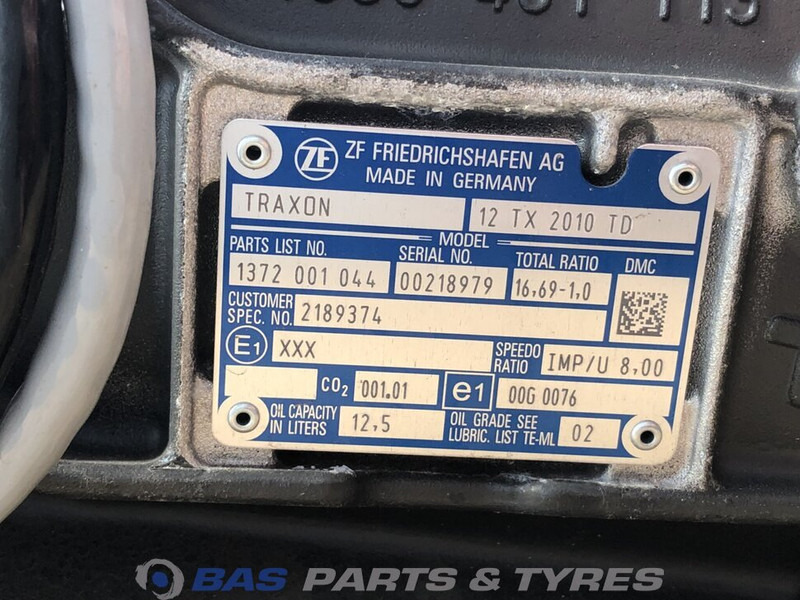 ZF FRIEDRICHSHAFEN AG
MADE IN GERMANY
TRAXON 12 TX 2010 TD
MODEL
PARTS LIST NO. SERIAL NO. TOTAL RATIO DMC
1372 001 044 00218979 16,69-1,0
CUSTOMER
SPEC. NO. 2189374
E1 XXX SPEEDO
RATIO IMP/U 8,00
CO2 001.01 e1 00G 0076
OIL CAPACITY
IN LITERS 12,5 OIL GRADE SEE
LUBRIC. LIST TE-ML 02
BAS PARTS & TYRES